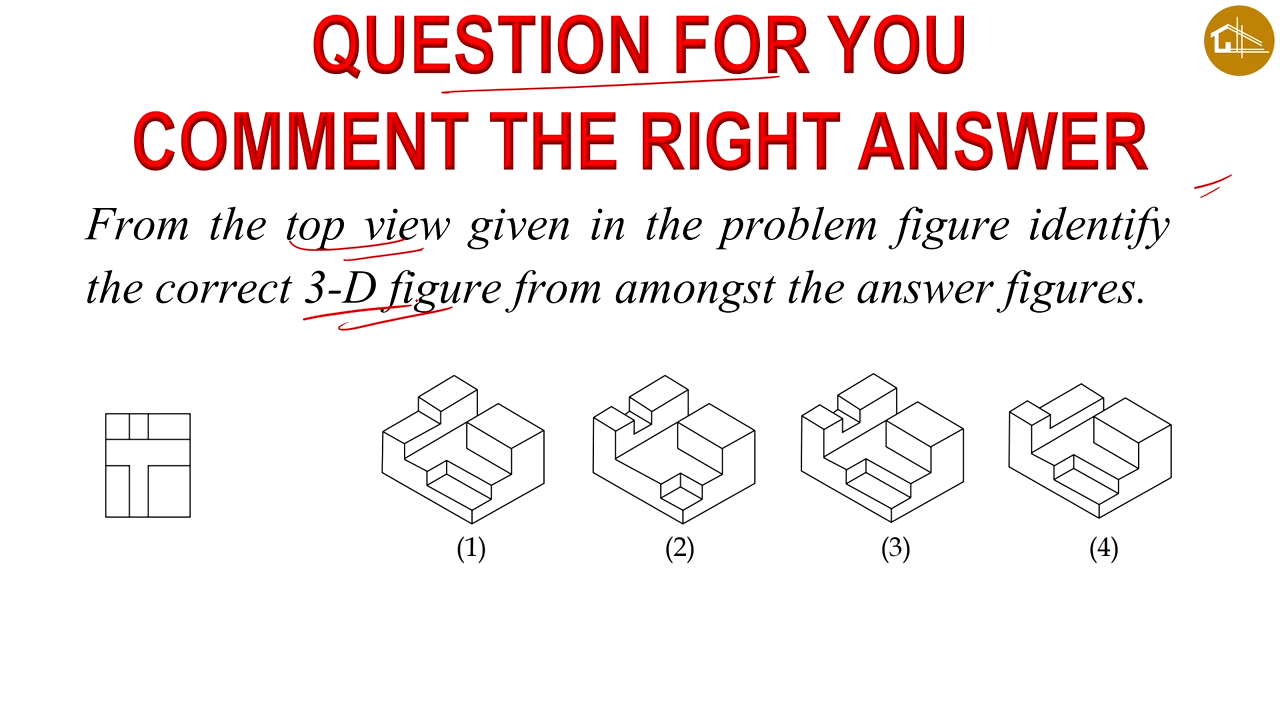 QUESTION FOR YOU
COMMENT THE RIGHT ANSWER
From the top view given in the problem figure identify
the correct 3-D figure from amongst the answer figures.
(1) (2) (3) (4)